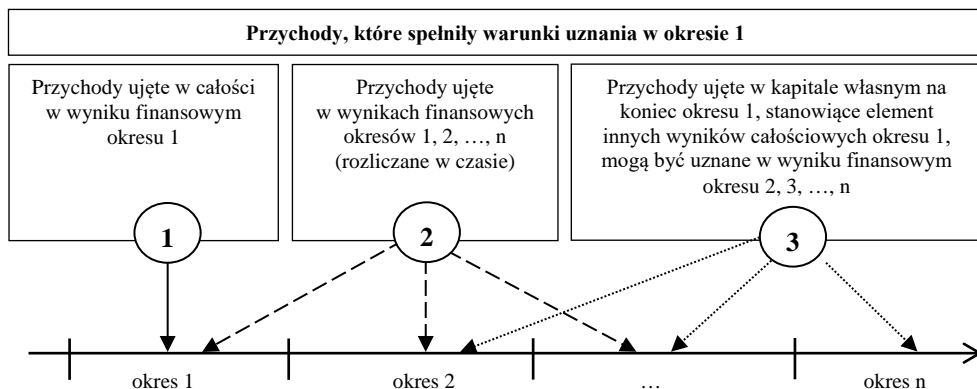 Przychody, które spełniły warunki uznania w okresie 1
Przychody ujęte w całości
w wyniku finansowym
okresu 1
Przychody ujęte
w wynikach finansowych
okresów 1, 2, …, n
(rozliczane w czasie)
Przychody ujęte w kapitale własnym na
koniec okresu 1, stanowiące element
innych wyników całościowych okresu 1,
mogą być uznane w wyniku finansowym
okresu 2, 3, …, n
1
2
3
okres 1
okres 2
…
okres n